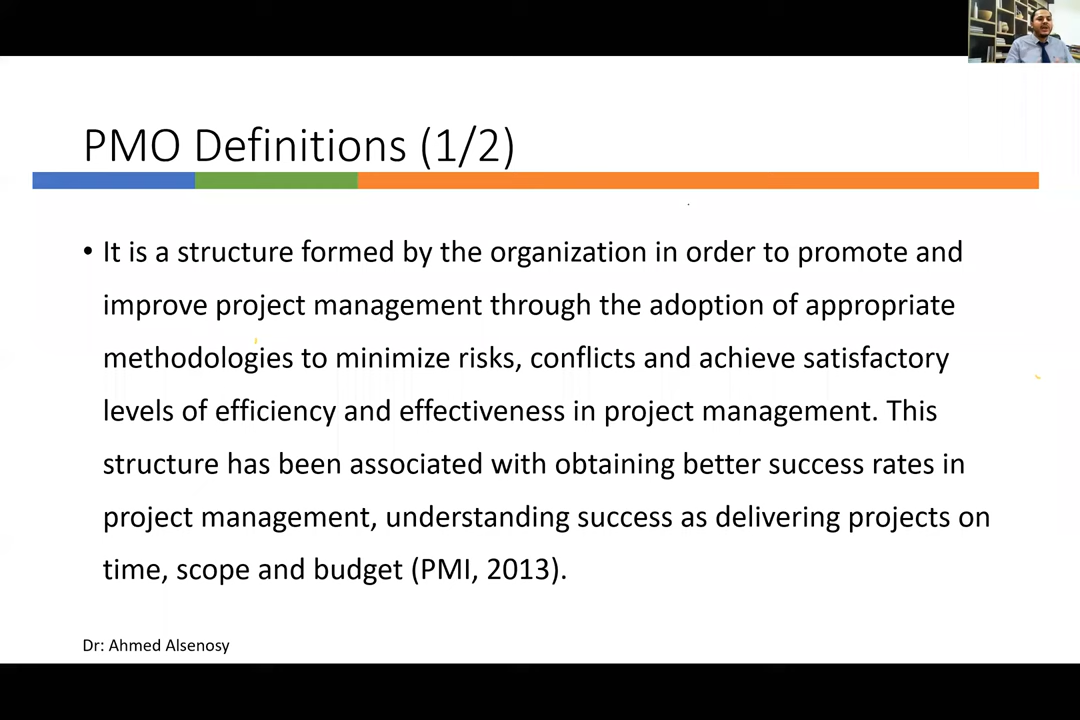 PMO Definitions (1/2)
• It is a structure formed by the organization in order to promote and
improve project management through the adoption of appropriate
methodologies to minimize risks, conflicts and achieve satisfactory
levels of efficiency and effectiveness in project management. This
structure has been associated with obtaining better success rates in
project management, understanding success as delivering projects on
time, scope and budget (PMI, 2013).
Dr: Ahmed Alsenosy